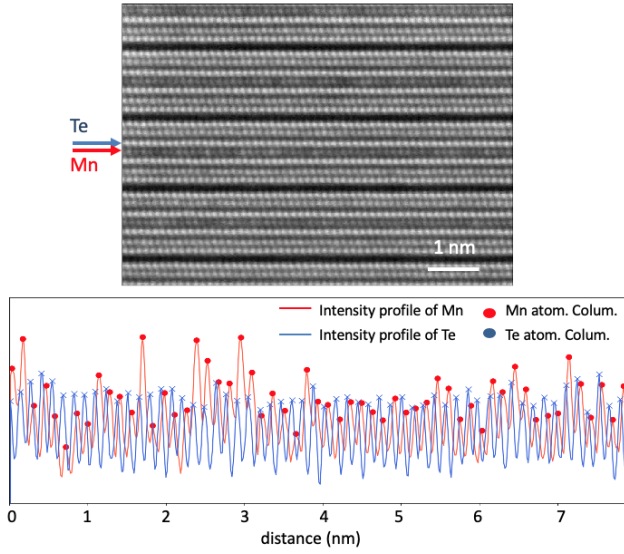 Te
Mn
1 nm
Intensity profile of Mn
Mn atom. Colum.
Intensity profile of Te
Te atom. Colum.
0 1 2 3 4 5 6 7
distance (nm)